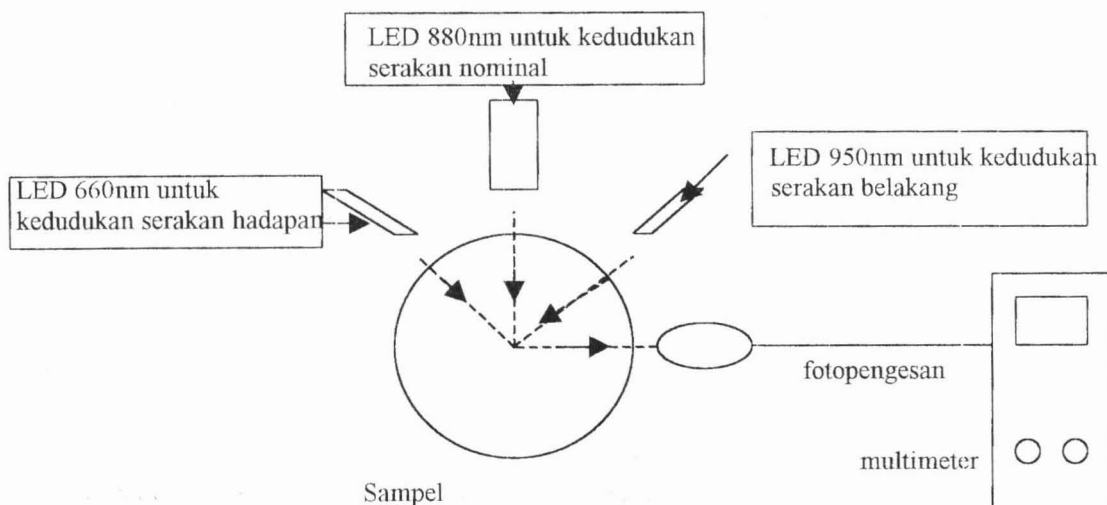 LED 880nm untuk kedudukan
serakan nominal
LED 950nm untuk kedudukan
serakan belakang
LED 660nm untuk
kedudukan serakan hadapan
fotopengesan
multimeter
Sampel